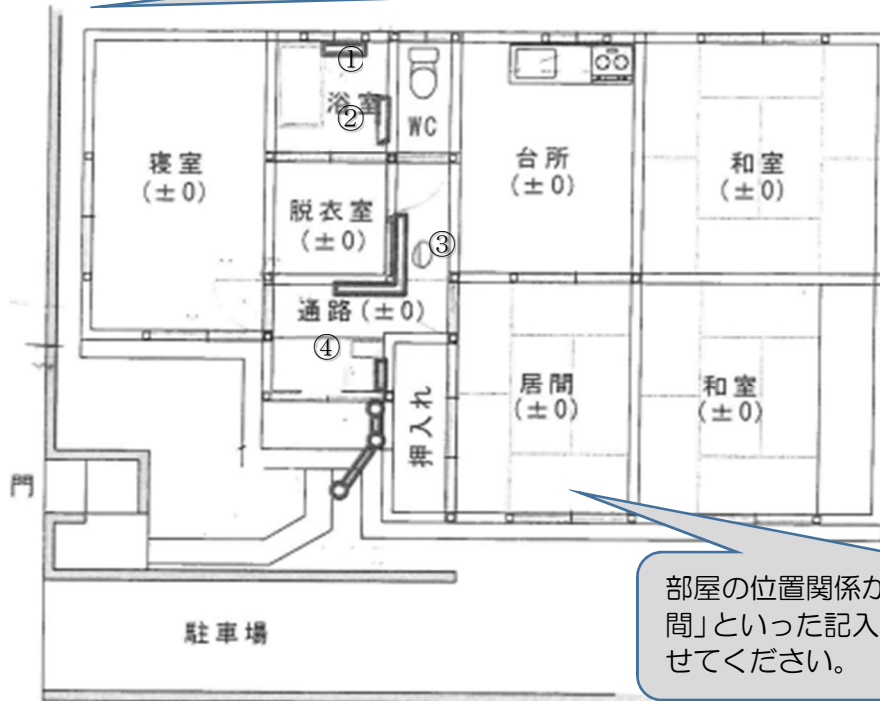 ①
浴室
②
WC
寝室
(±0)
台所
(±0)
和室
(±0)
脱衣室
(±0)
③
通路(±0)
④
押入れ
居間
(±0)
和室
(±0)
門
駐車場
部屋の位置関係か
間」といった記入
せてください。